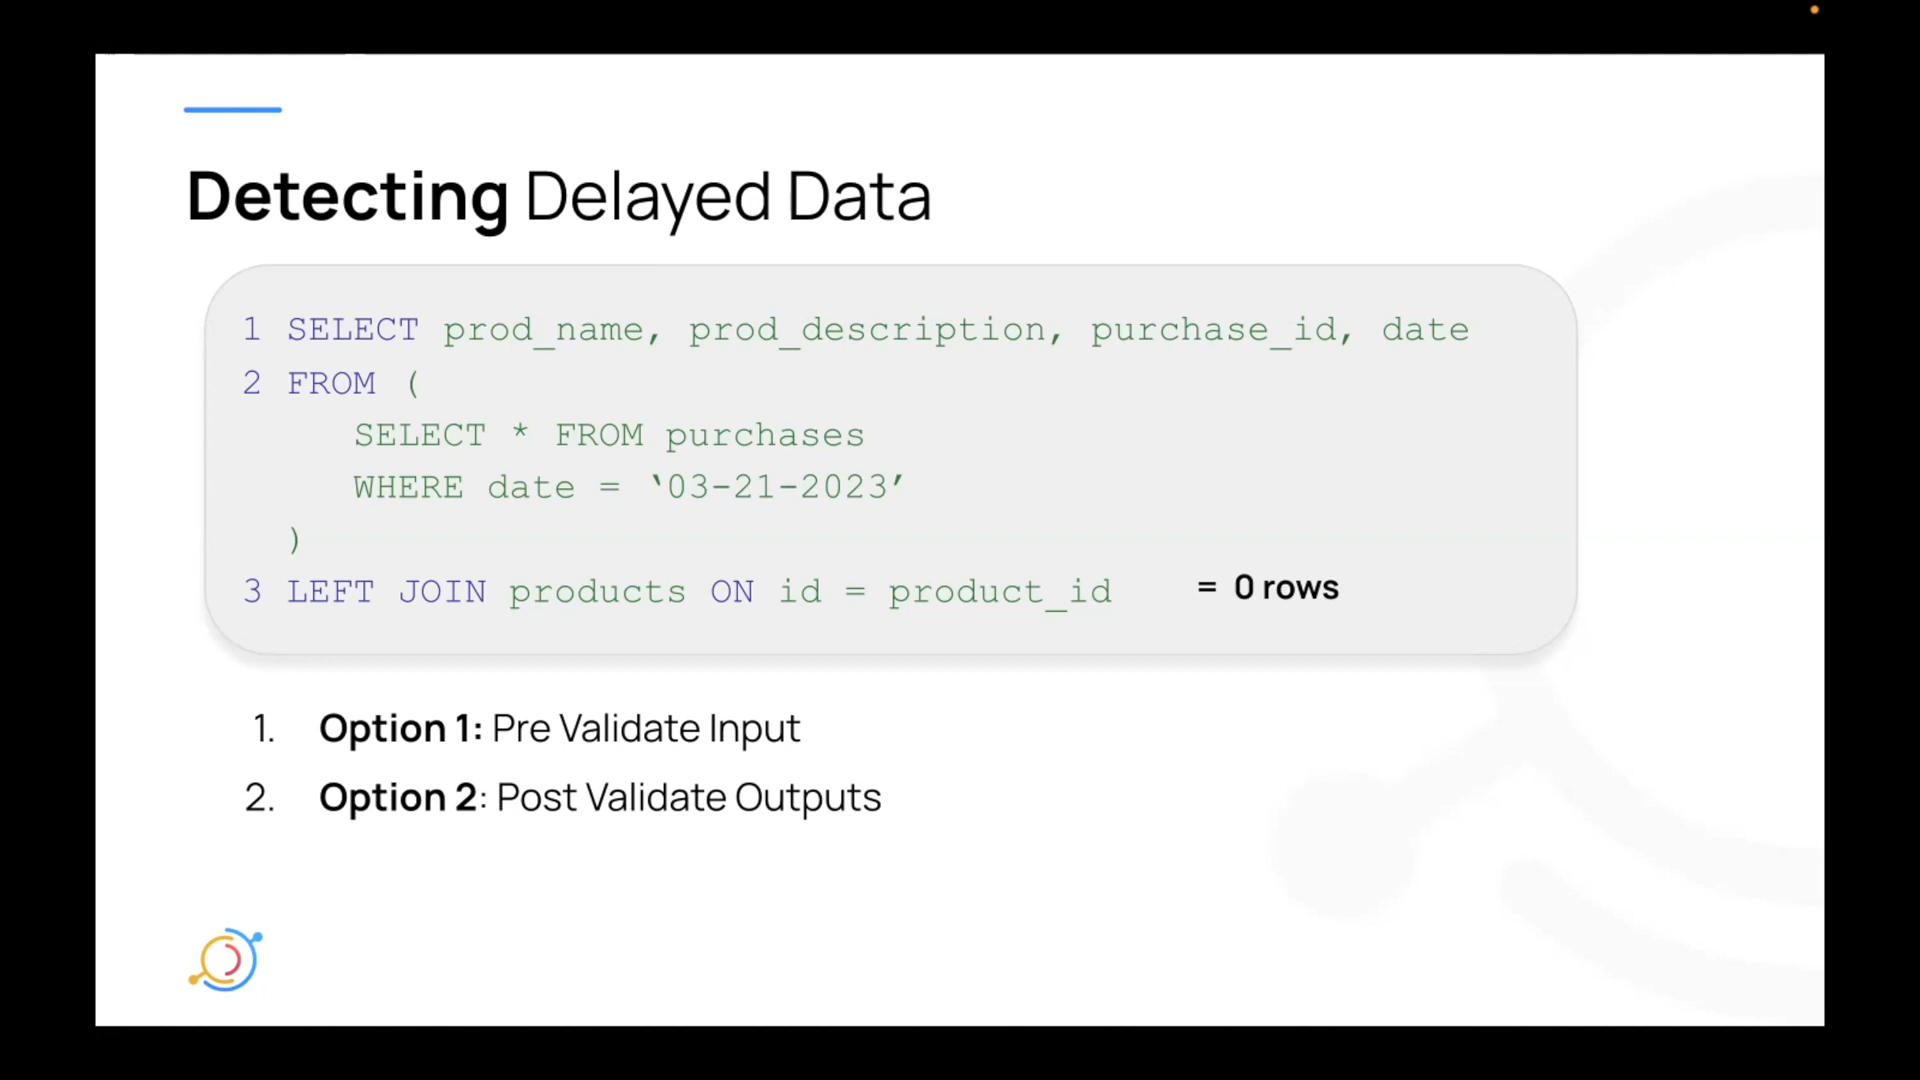 Detecting Delayed Data
1 SELECT prod_name, prod_description, purchase_id, date
2 FROM (
SELECT * FROM purchases
WHERE date = ‘03-21-2023’
)
3 LEFT JOIN products ON id = product_id = 0 rows
1. Option 1: Pre Validate Input
2. Option 2: Post Validate Outputs